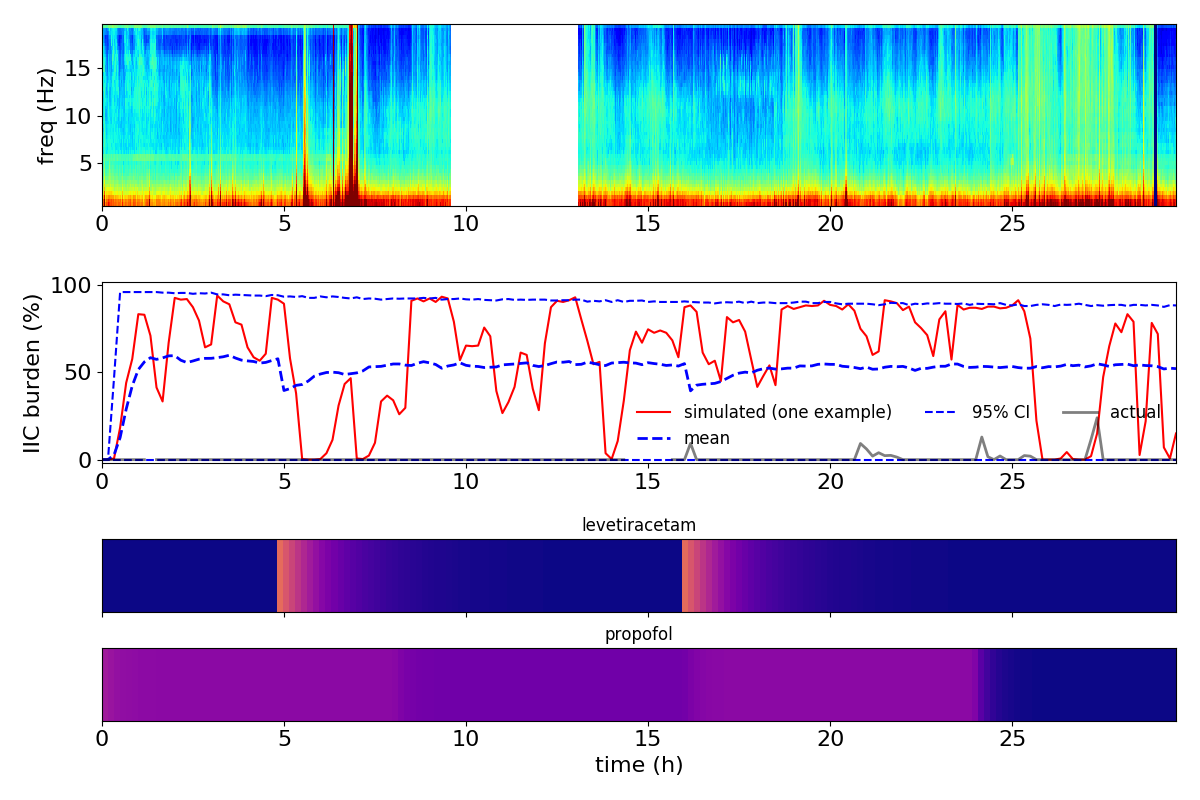 freq (Hz)
15
10
5
0 5 10 15 20 25
IIC burden (%)
100
50
0
simulated (one example) 95% CI actual
mean
0 5 10 15 20 25
levetiracetam
propofol
0 5 10 15 20 25
time (h)